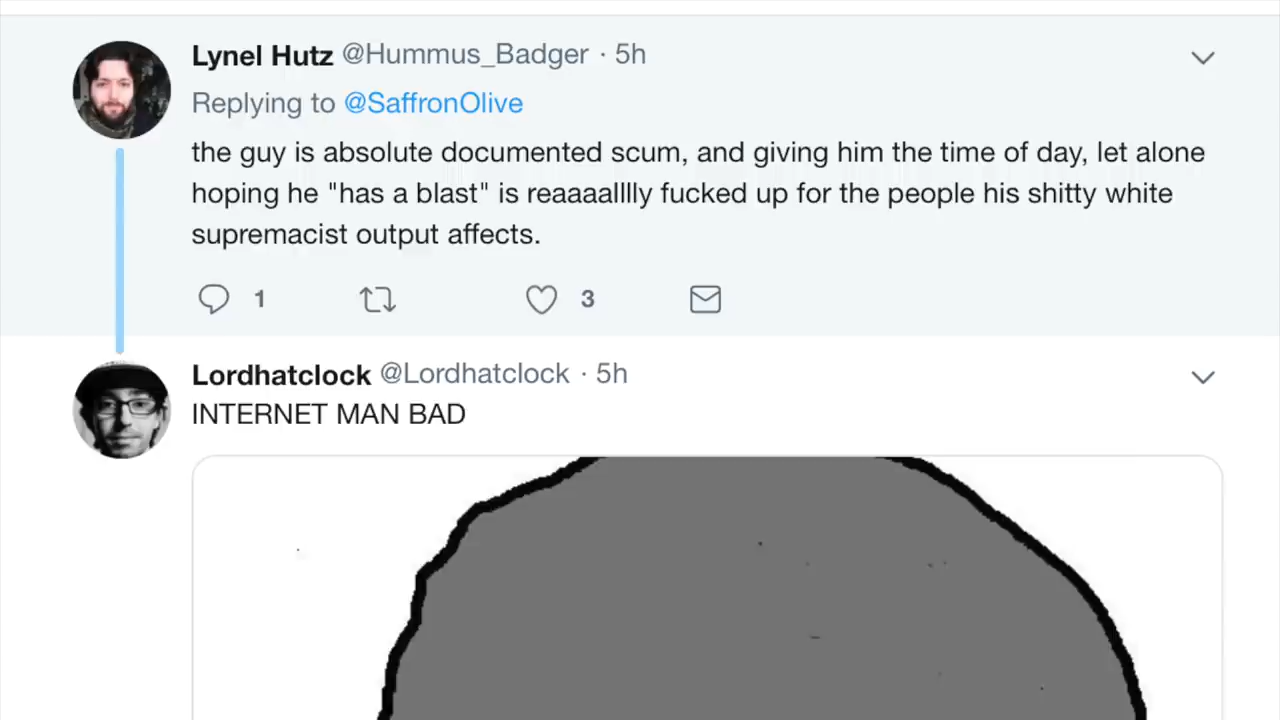 Lynel Hutz @Hummus_Badger · 5h
Replying to @SaffronOlive
the guy is absolute documented scum, and giving him the time of day, let alone
hoping he "has a blast" is reaaaalllly fucked up for the people his shitty white
supremacist output affects.
1 3
Lordhatclock @Lordhatclock · 5h
INTERNET MAN BAD